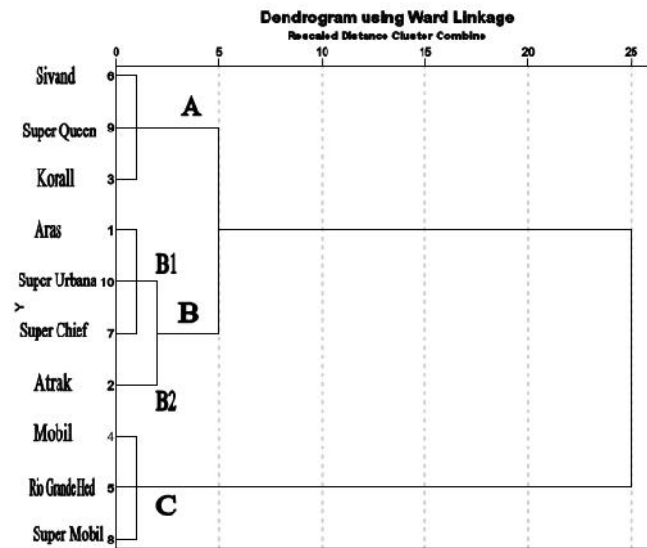 Dendrogram using Ward Linkage
Rescaled Distance Cluster Combine
0 5 10 15 20 25
Sivand 6
A
Super Queen 9
Korall 3
Aras 1
B1
Super Urbana 10
Y
B
Super Chief 7
Atrak 2
B2
Mobil 4
Rio Grande Hed 5
C
Super Mobil 8